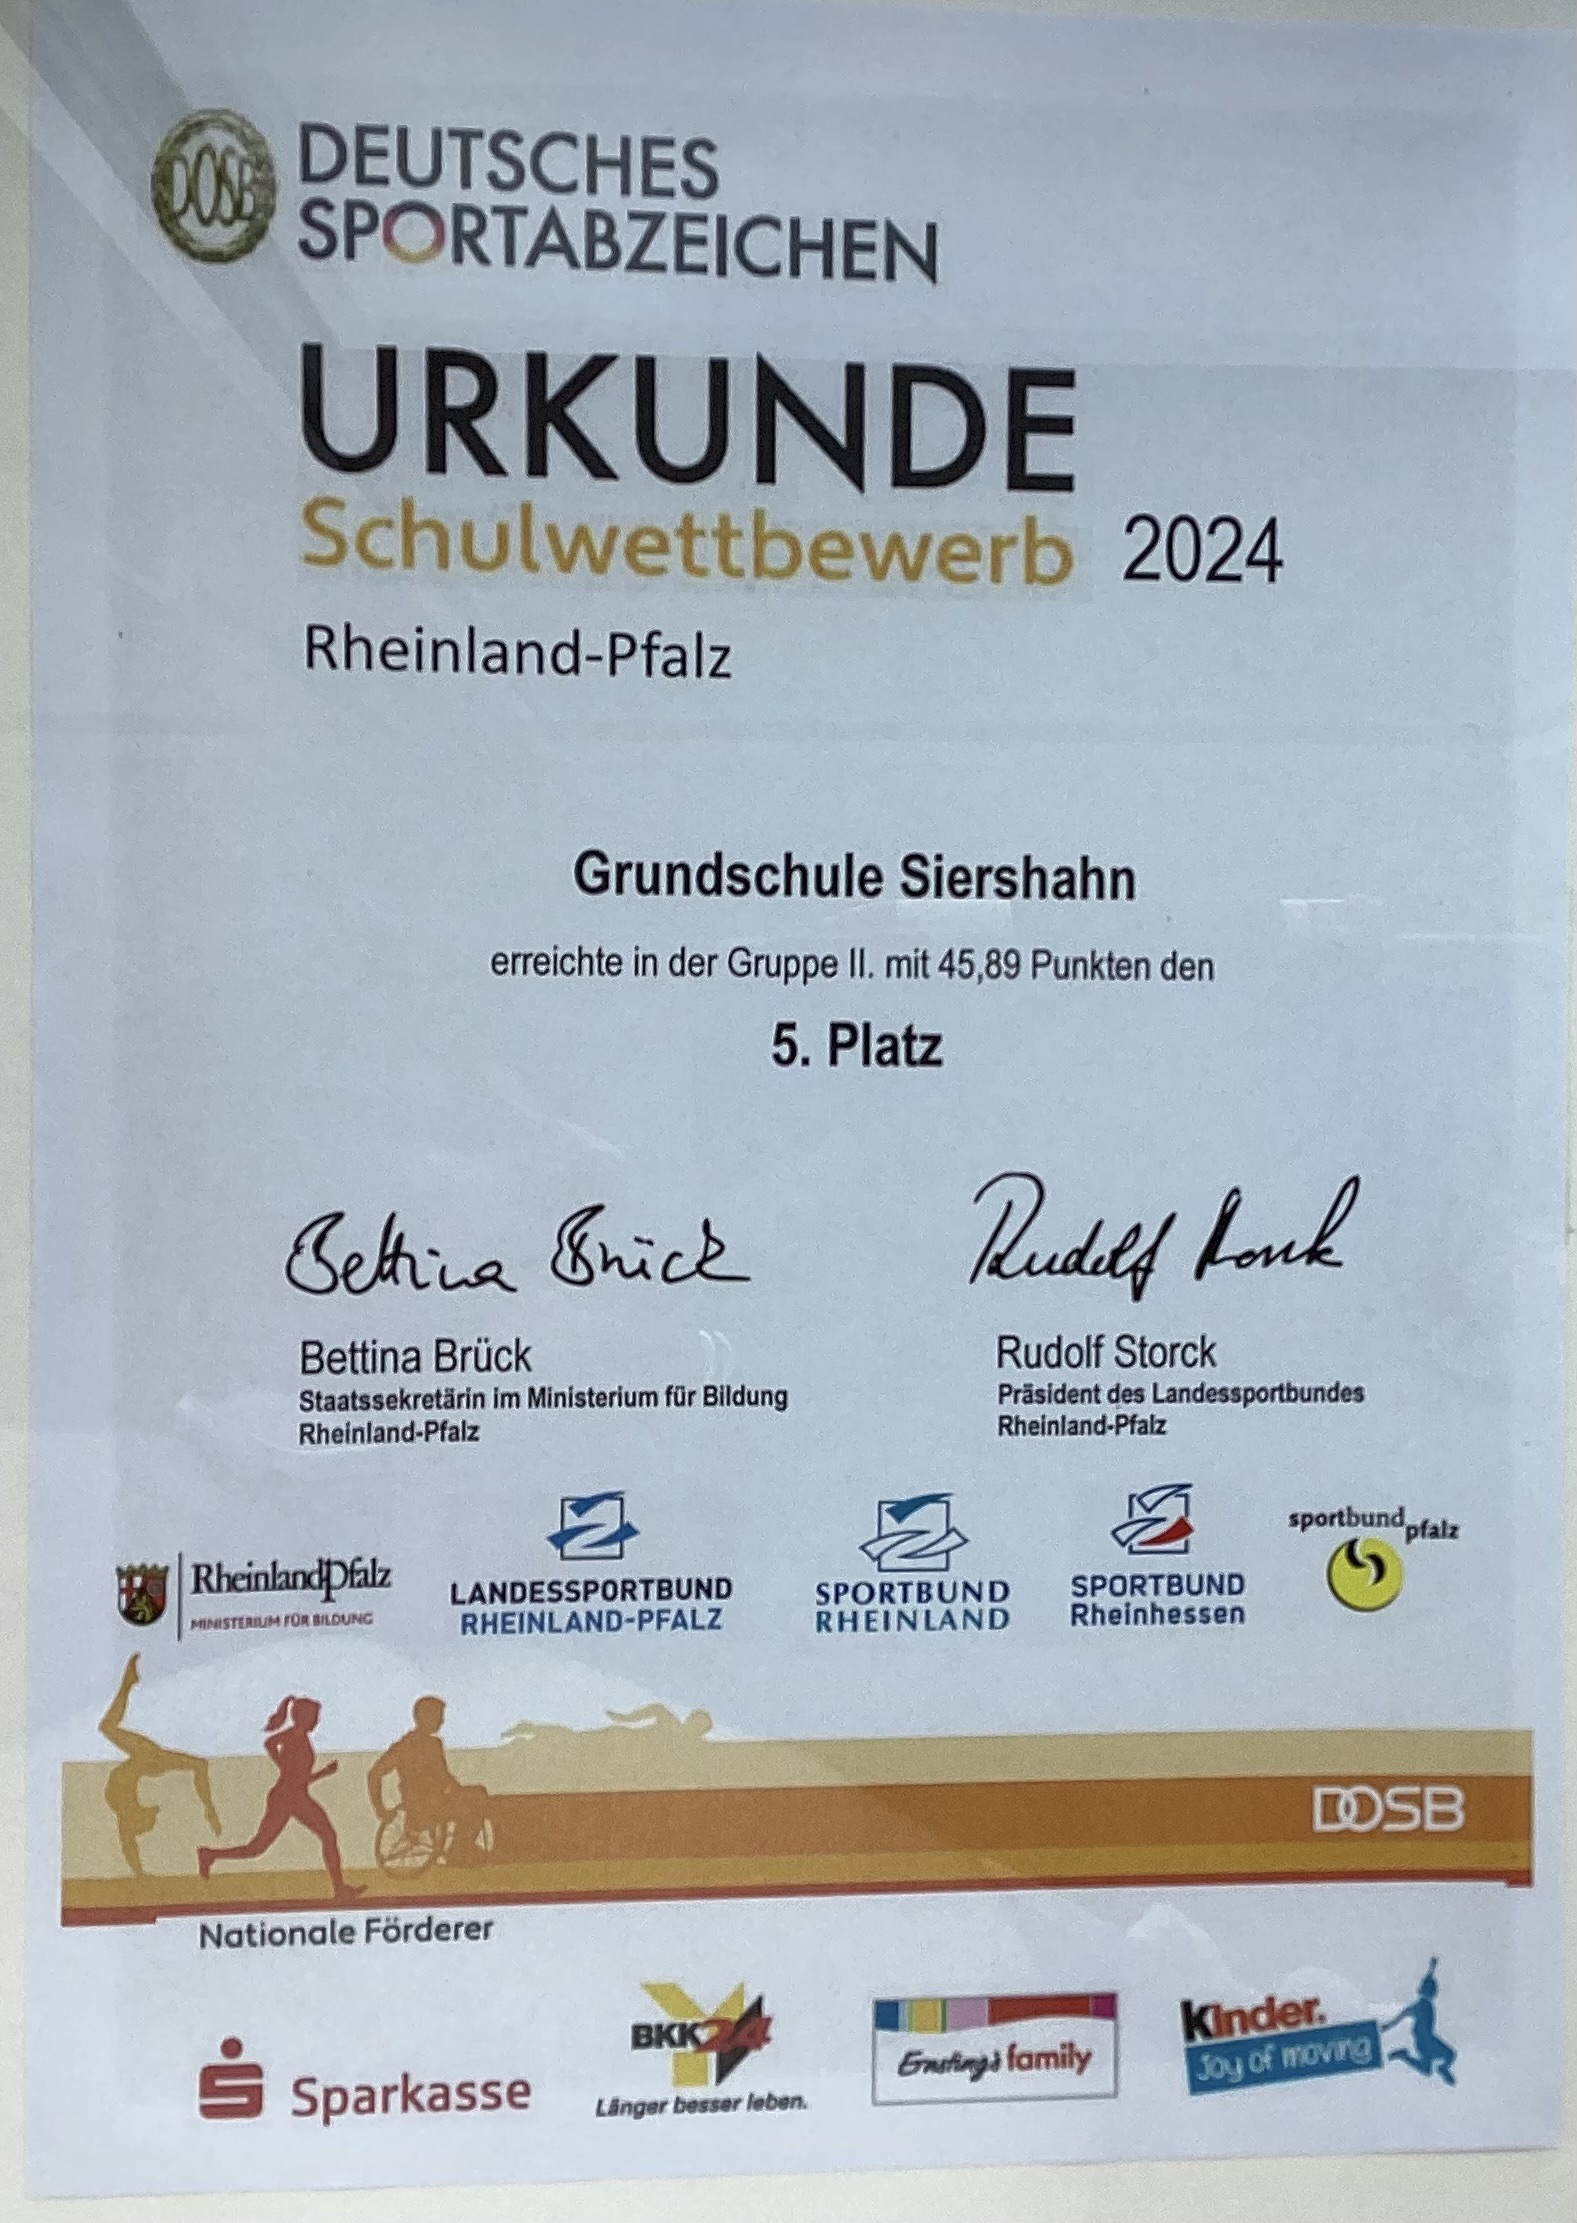 DOSB
DEUTSCHES
SPORTABZEICHEN
URKUNDE
Schulwettbewerb 2024
Rheinland-Pfalz
Grundschule Siershahn
erreichte in der Gruppe II. mit 45,89 Punkten den
5. Platz
Bettina Brück
Rudolf Storck
Bettina Brück
Staatssekretärin im Ministerium für Bildung
Rheinland-Pfalz
Rudolf Storck
Präsident des Landessportbundes
Rheinland-Pfalz
RheinlandPfalz
MINISTERIUM FÜR BILDUNG
LANDESSPORTBUND
RHEINLAND-PFALZ
SPORTBUND
RHEINLAND
SPORTBUND
Rheinhessen
sportbund
pfalz
DOSB
Nationale Förderer
Sparkasse
BKK24
Länger besser leben.
Ernsting's family
kinder.
Joy of moving